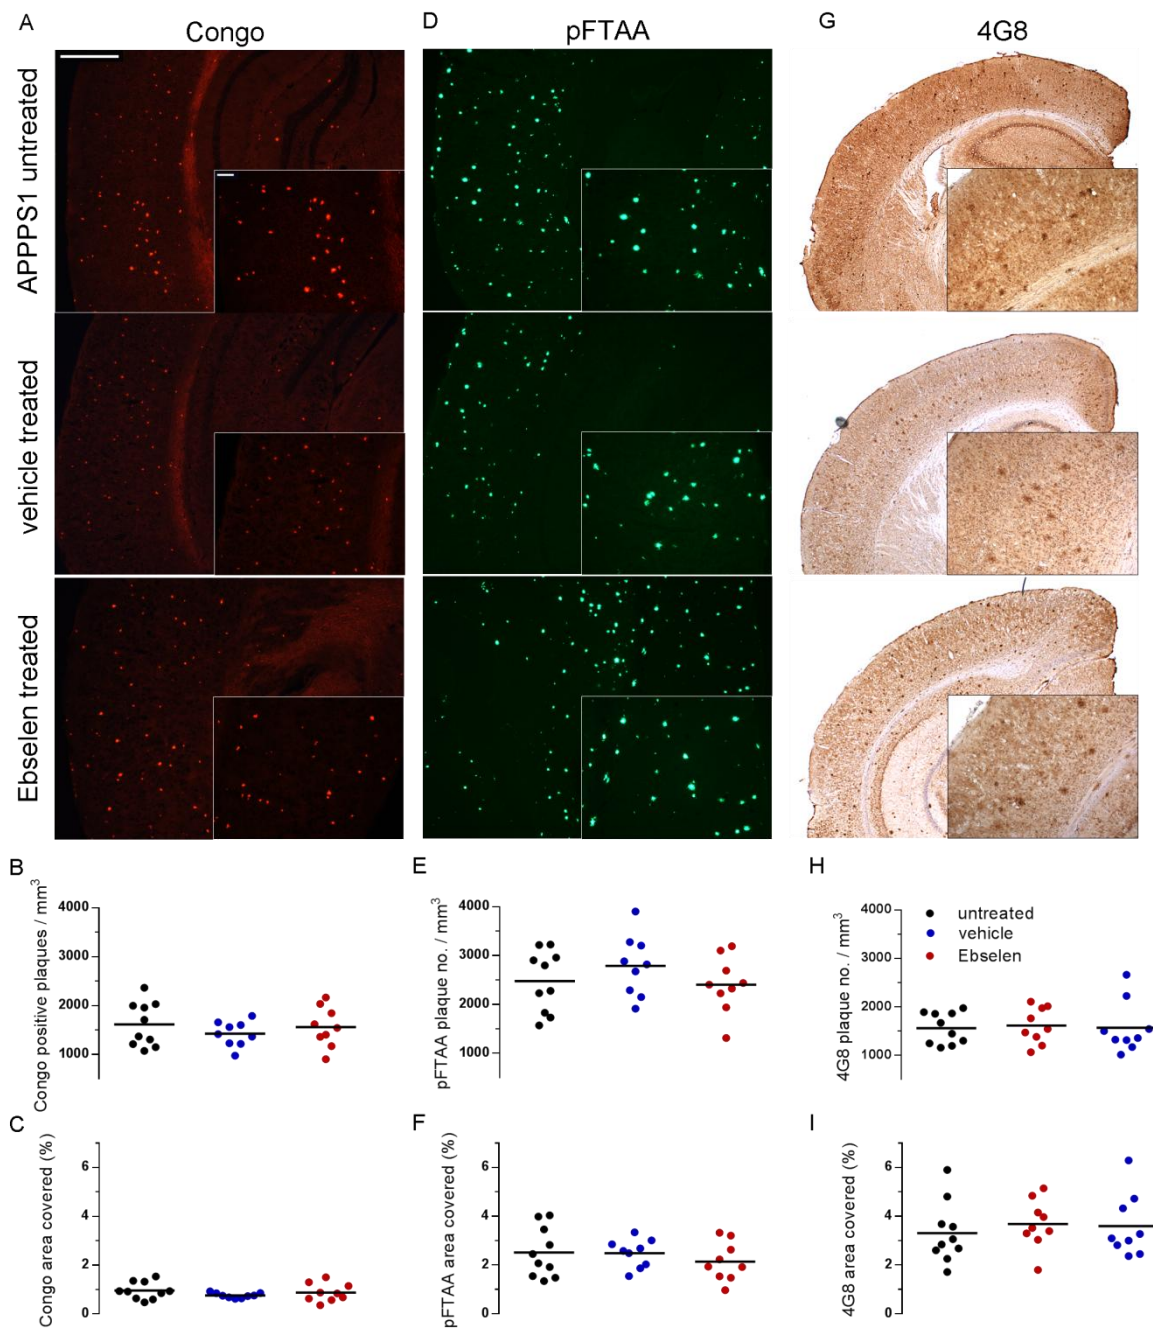 A
Congo
D
pFTAA
G
4G8
APPPS1 untreated
vehicle treated
Ebselen treated
B
Congo positive plaques / mm³
4000
3000
2000
1000
E
pFTAA plaque no. / mm³
4000
3000
2000
1000
H
4G8 plaque no. / mm³
4000
3000
2000
1000
untreated
vehicle
Ebselen
C
Congo area covered (%)
6
4
2
0
F
pFTAA area covered (%)
6
4
2
0
I
4G8 area covered (%)
6
4
2
0